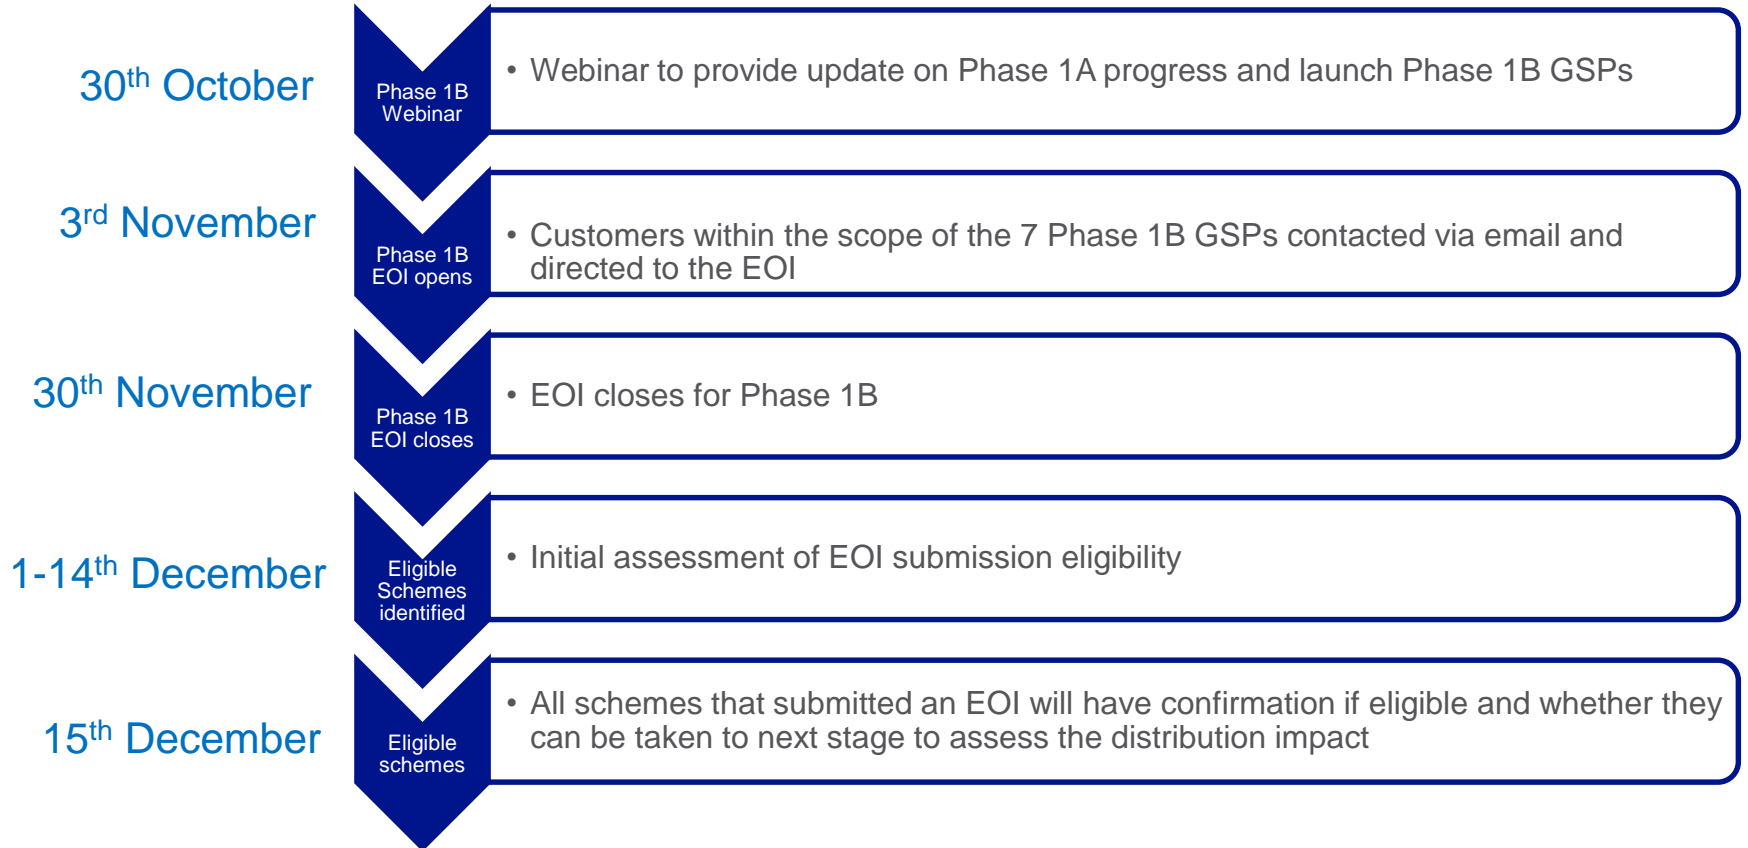 30th October
Phase 1B
Webinar
• Webinar to provide update on Phase 1A progress and launch Phase 1B GSPs
3rd November
Phase 1B
EOI opens
• Customers within the scope of the 7 Phase 1B GSPs contacted via email and
directed to the EOI
30th November
Phase 1B
EOI closes
• EOI closes for Phase 1B
1-14th December
Eligible
Schemes
identified
• Initial assessment of EOI submission eligibility
15th December
Eligible
schemes
• All schemes that submitted an EOI will have confirmation if eligible and whether they
can be taken to next stage to assess the distribution impact